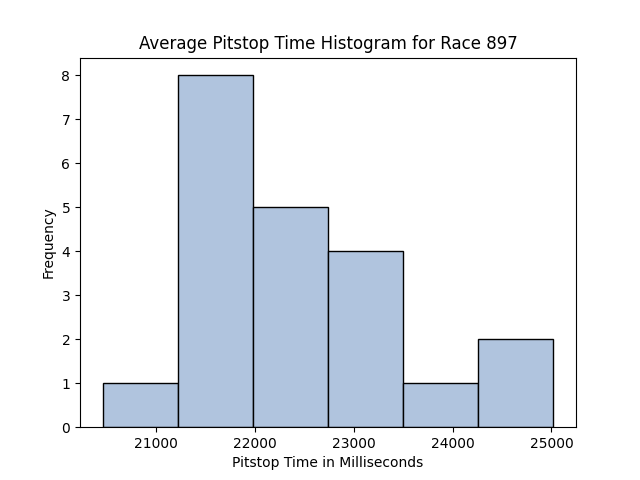 Average Pitstop Time Histogram for Race 897
8
7
6
5
4
3
2
1
0
Frequency
21000 22000 23000 24000 25000
Pitstop Time in Milliseconds